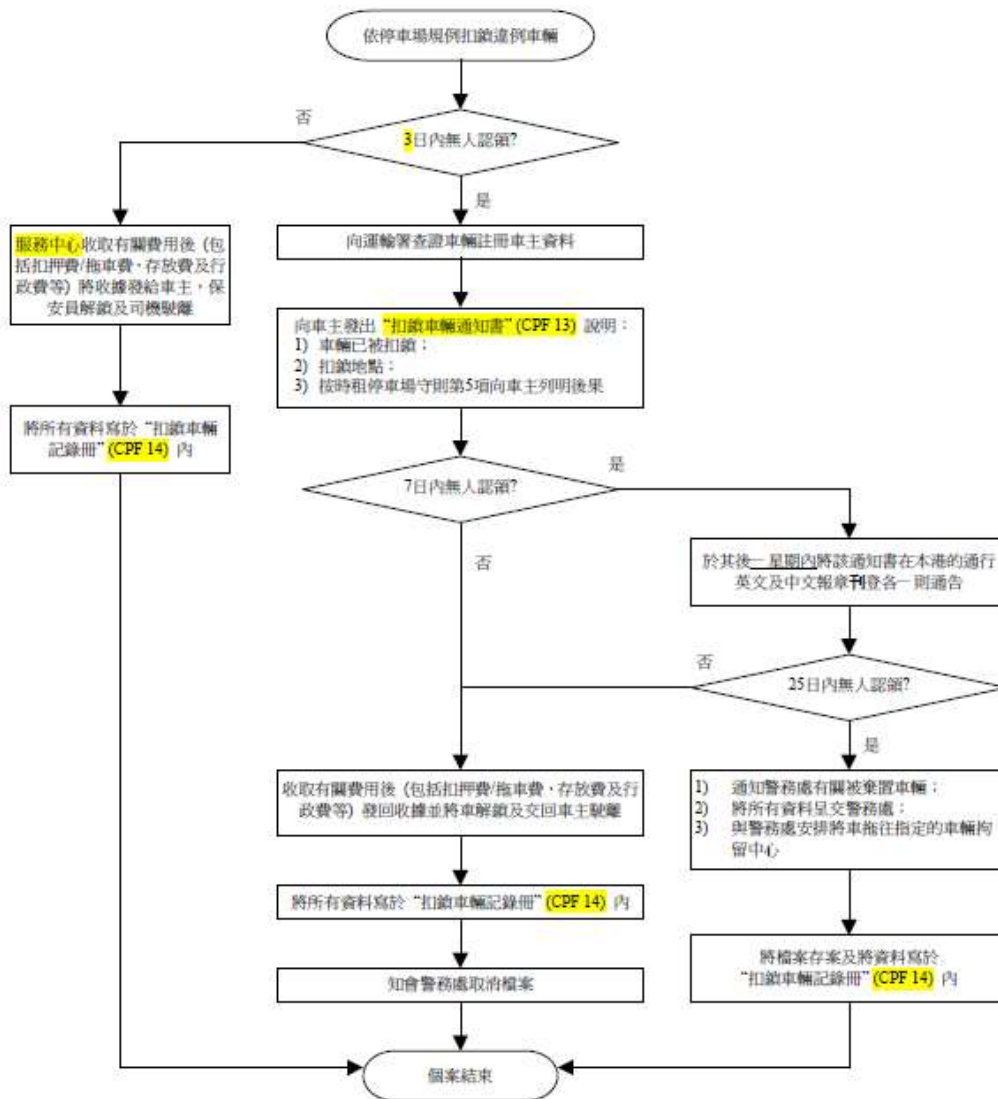 依停車場規例扣鎖違例車輛
否
3日內無人認領?
是
服務中心收取有關費用後 (包
括扣押費/拖車費、存放費及行
政費等) 將收據發給車主，保
安員解鎖及司機駛離
向運輸署查證車輛註冊車主資料
向車主發出 “扣鎖車輛通知書” (CPF 13) 說明：
1) 車輛已被扣鎖；
2) 扣鎖地點；
3) 按時租停車場守則第5項向車主列明後果
將所有資料寫於 “扣鎖車輛
記錄冊” (CPF 14) 內
7日內無人認領?
是
否
於其後一星期內將該通知書在本港的通行
英文及中文報章刊登各一則通告
否
25日內無人認領?
是
收取有關費用後 (包括扣押費/拖車費、存放費及行
政費等) 發回收據並將車解鎖及交回車主駛離
1) 通知警務處有關被棄置車輛；
2) 將所有資料呈交警務處；
3) 與警務處安排將車拖往指定的車輛拘
留中心
將所有資料寫於 “扣鎖車輛記錄冊” (CPF 14) 內
將檔案存案及將資料寫於
“扣鎖車輛記錄冊” (CPF 14) 內
知會警務處取消檔案
個案結束